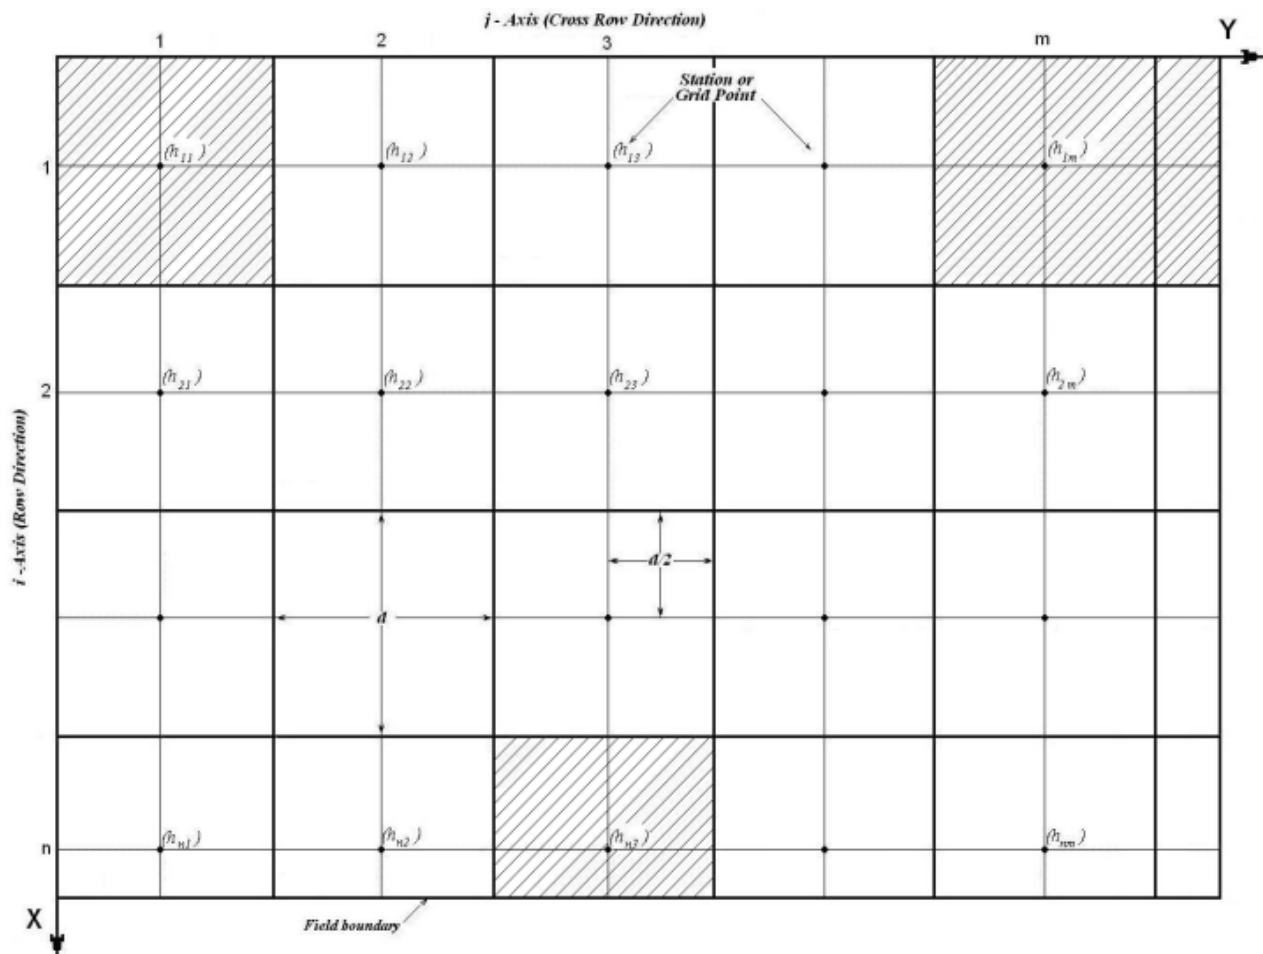 j - Axis (Cross Row Direction)
Y
1 2 3 m
Station or
Grid Point
1 (h11) (h12) (h13) (h1m)
2 (h21) (h22) (h23) (h2m)
i - Axis (Row Direction)
d/2
d
n (hn1) (hn2) (hn3) (hnm)
X
Field boundary